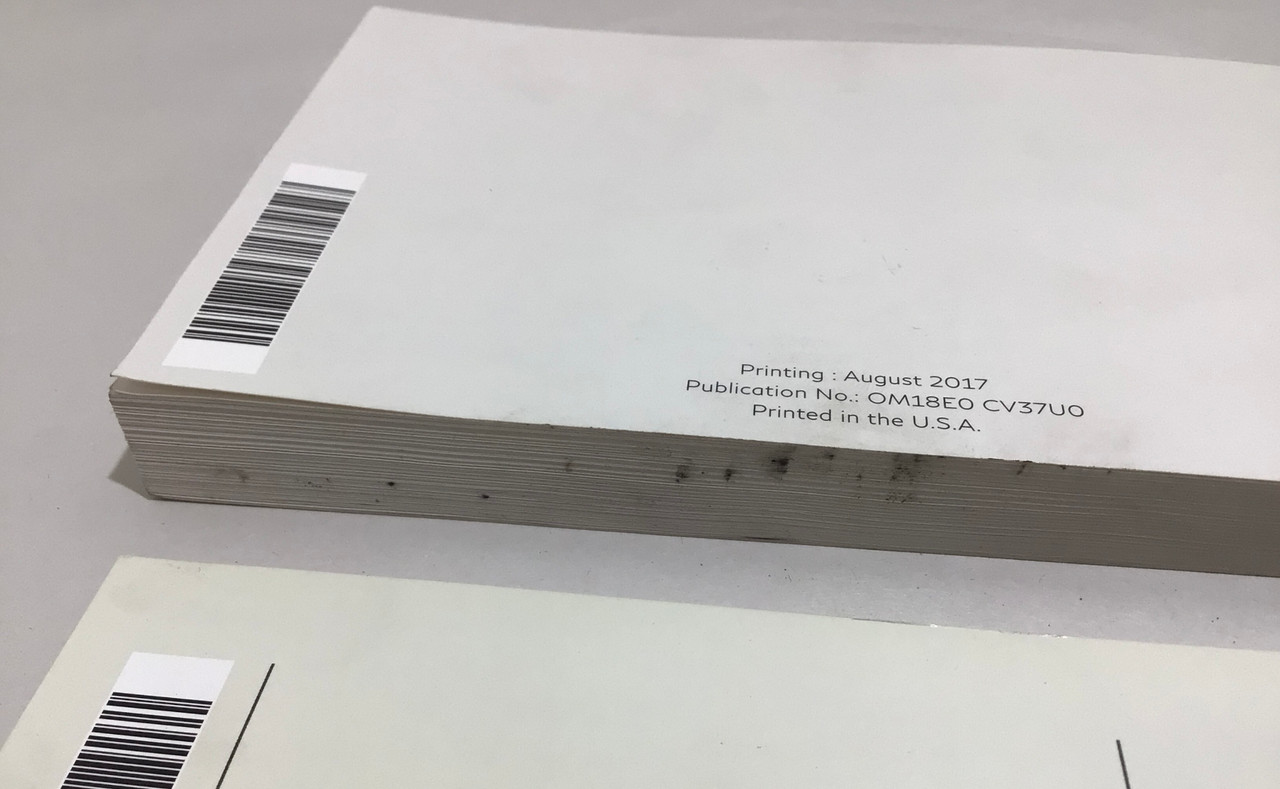 Printing : August 2017
Publication No.: OM18E0 CV37U0
Printed in the U.S.A.